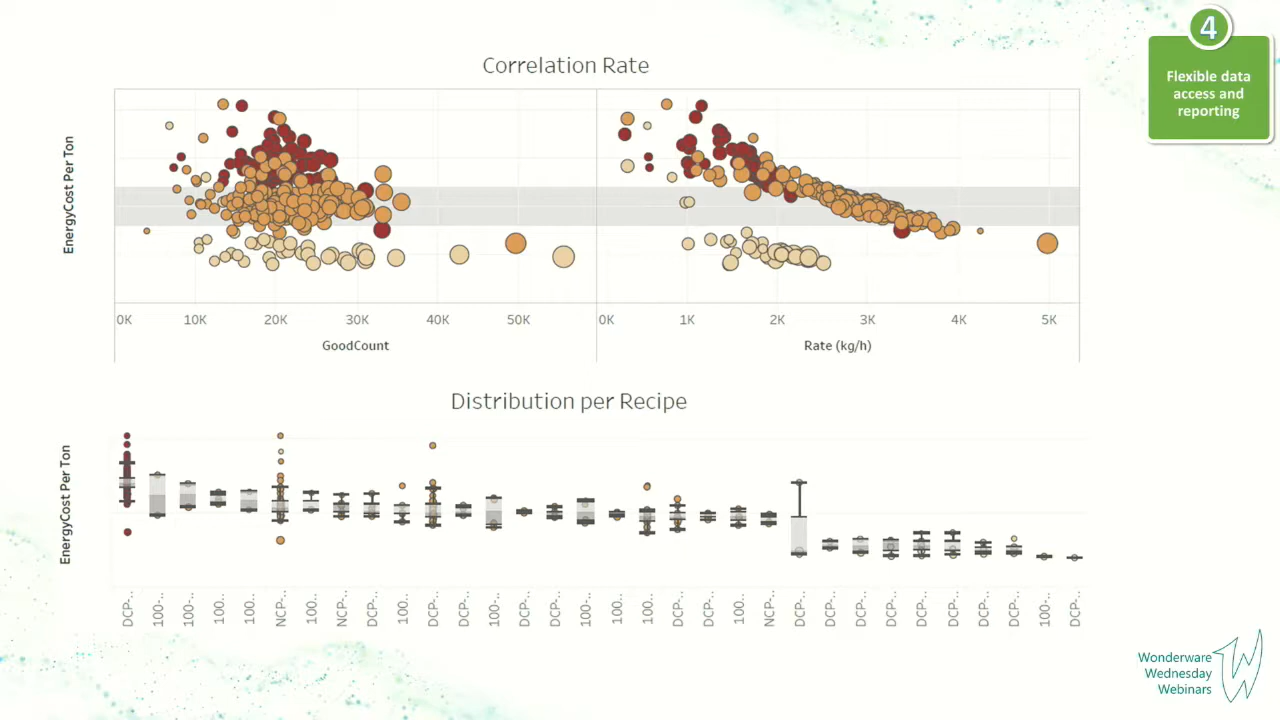 4
Flexible data
access and
reporting
Correlation Rate
EnergyCost Per Ton
0K 10K 20K 30K 40K 50K 0K 1K 2K 3K 4K 5K
GoodCount Rate (kg/h)
Distribution per Recipe
EnergyCost Per Ton
DCP-.. 100-.. 100-.. 100.. 100.. NCP-.. 100.. NCP-.. DCP-.. 100.. DCP-.. DCP-.. 100-.. DCP-.. DCP-.. 100-.. 100.. 100.. DCP-.. DCP-.. 100.. NCP-.. DCP-.. DCP-.. DCP-.. DCP-.. DCP-.. DCP-.. DCP-.. DCP-.. 100-.. DCP-..
Wonderware
Wednesday
Webinars